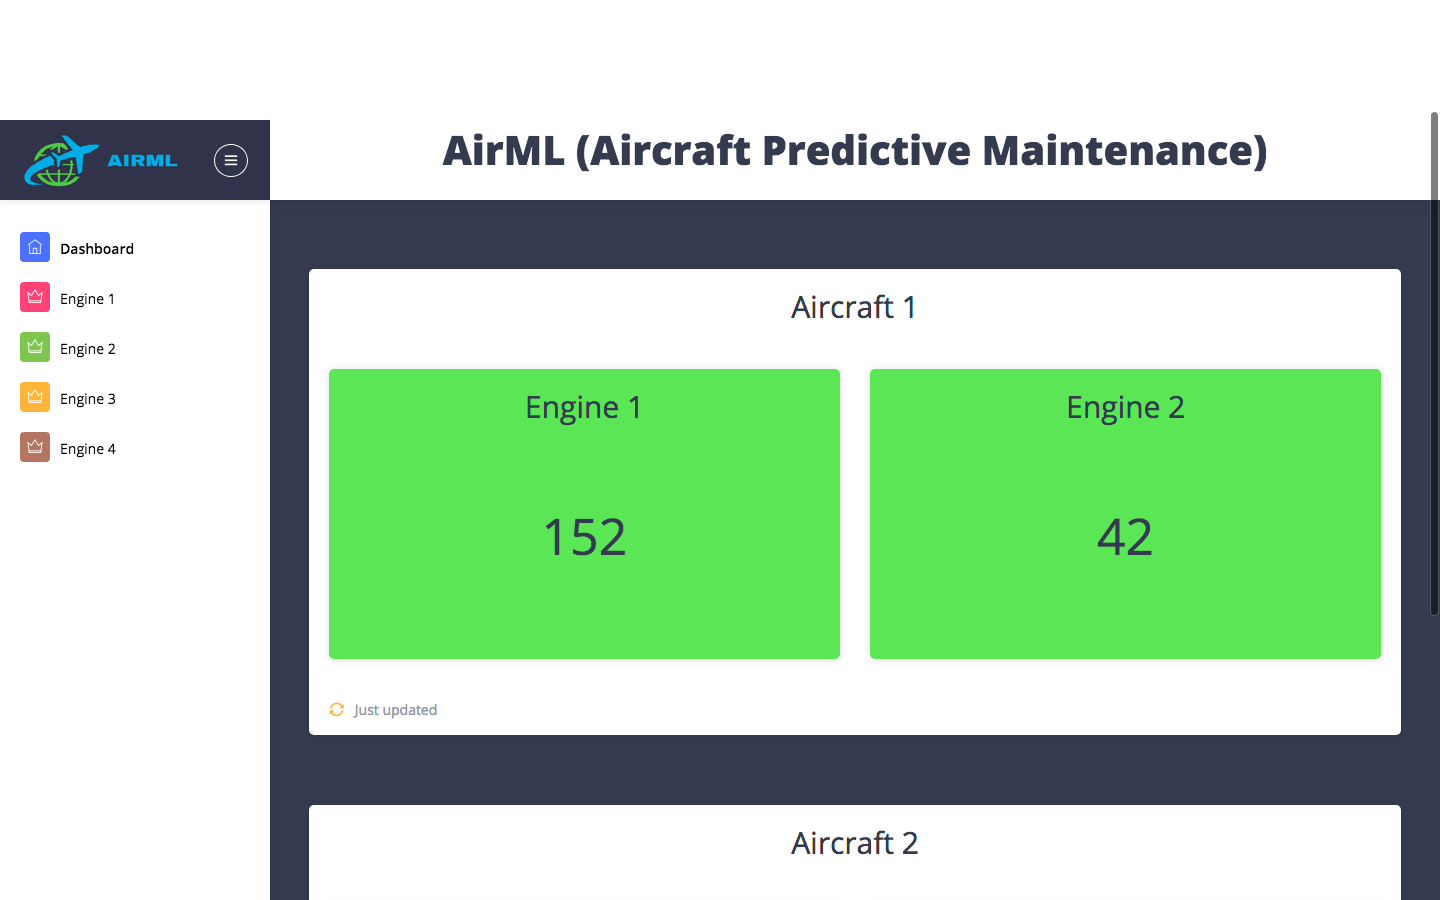 AIRML
AirML (Aircraft Predictive Maintenance)
Dashboard
Engine 1
Engine 2
Engine 3
Engine 4
Aircraft 1
Engine 1
152
Engine 2
42
Just updated
Aircraft 2